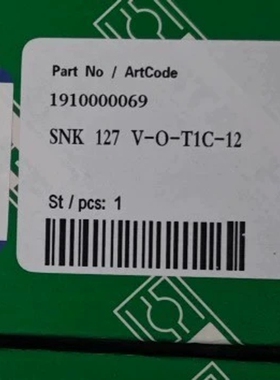 Part No / ArtCode
1910000069
SNK 127 V-O-T1C-12
St / pcs: 1